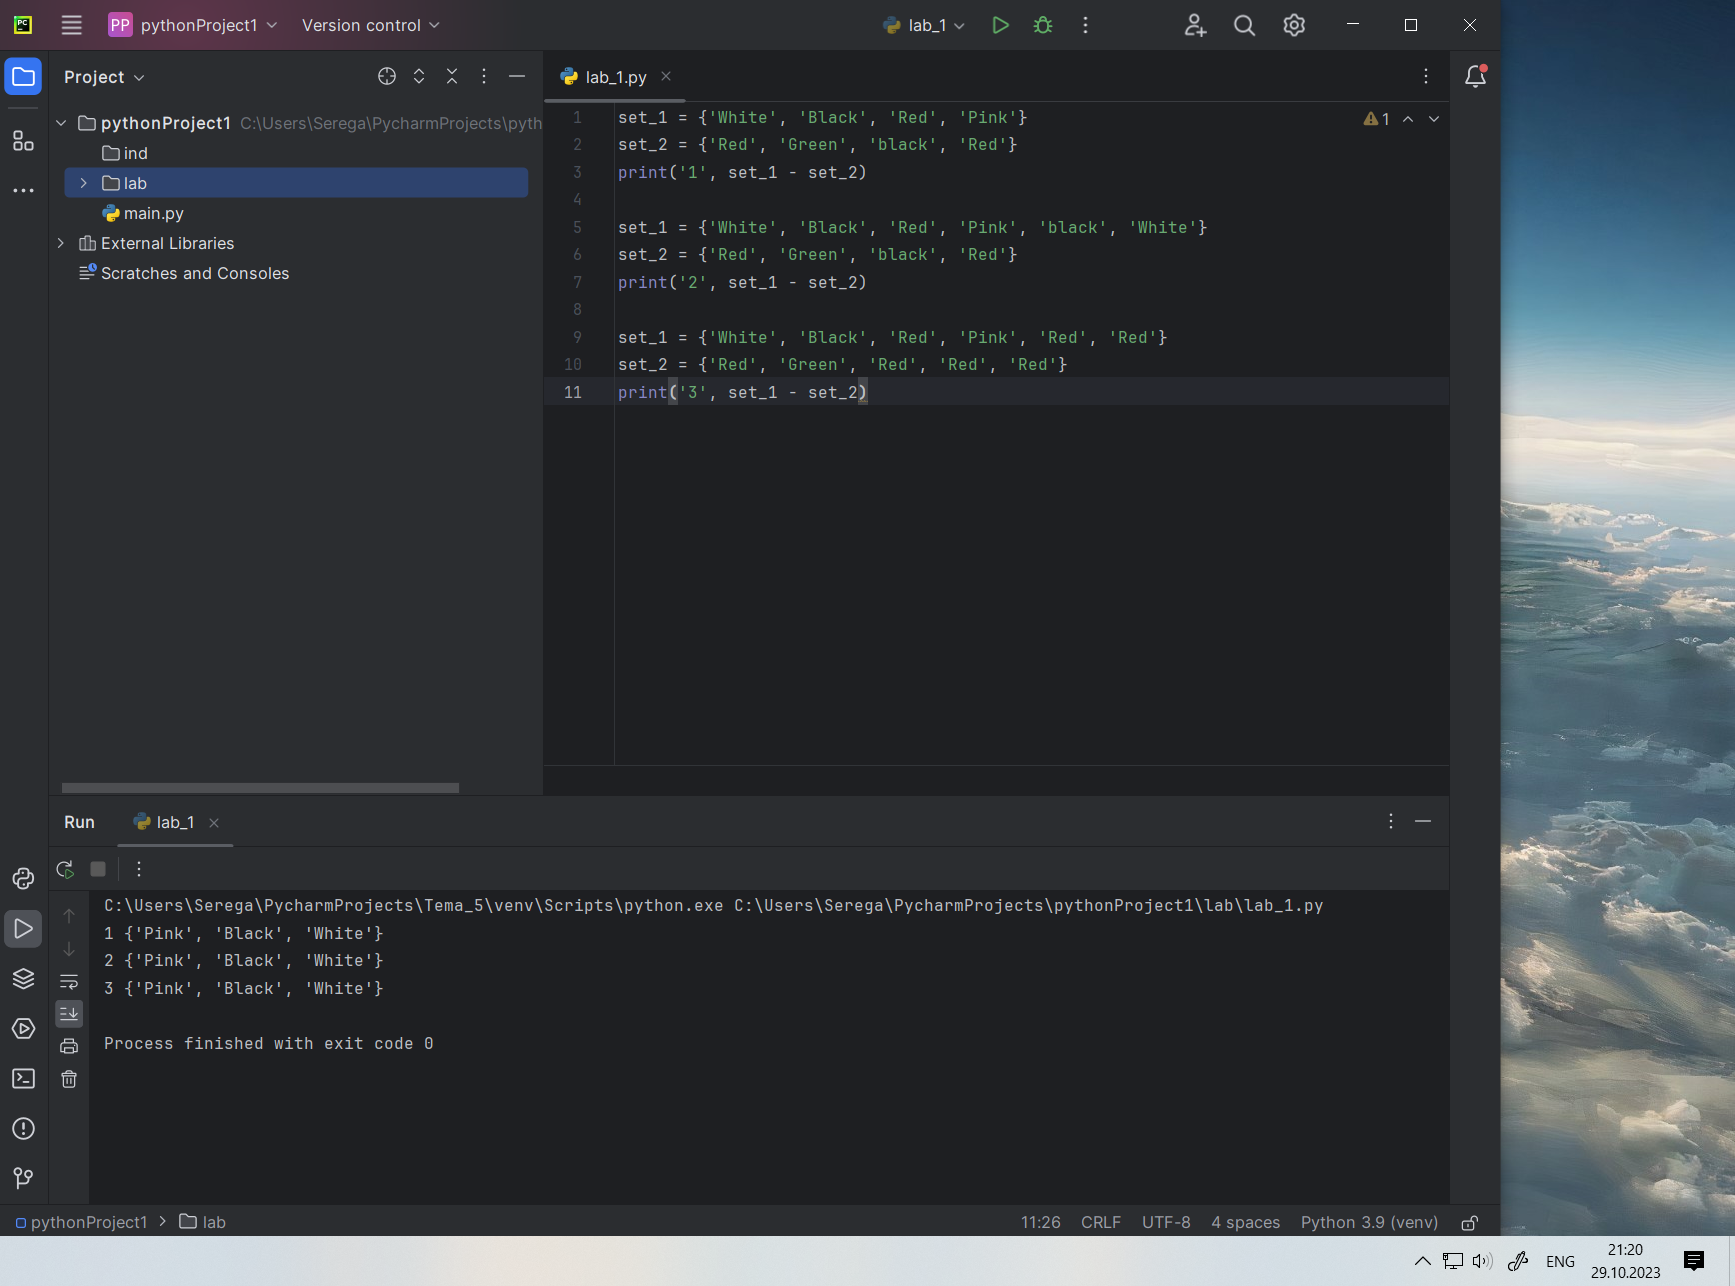 PC
PP pythonProject1 Version control lab_1
Project
lab_1.py
pythonProject1 C:\Users\Serega\PycharmProjects\pyth
ind
lab
main.py
External Libraries
Scratches and Consoles
1 set_1 = {'White', 'Black', 'Red', 'Pink'}
2 set_2 = {'Red', 'Green', 'black', 'Red'}
3 print('1', set_1 - set_2)
4
5 set_1 = {'White', 'Black', 'Red', 'Pink', 'black', 'White'}
6 set_2 = {'Red', 'Green', 'black', 'Red'}
7 print('2', set_1 - set_2)
8
9 set_1 = {'White', 'Black', 'Red', 'Pink', 'Red', 'Red'}
10 set_2 = {'Red', 'Green', 'Red', 'Red', 'Red'}
11 print('3', set_1 - set_2)
1
Run lab_1
C:\Users\Serega\PycharmProjects\Tema_5\venv\Scripts\python.exe C:\Users\Serega\PycharmProjects\pythonProject1\lab\lab_1.py
1 {'Pink', 'Black', 'White'}
2 {'Pink', 'Black', 'White'}
3 {'Pink', 'Black', 'White'}
Process finished with exit code 0
pythonProject1 > lab
11:26 CRLF UTF-8 4 spaces Python 3.9 (venv)
ENG
21:20
29.10.2023